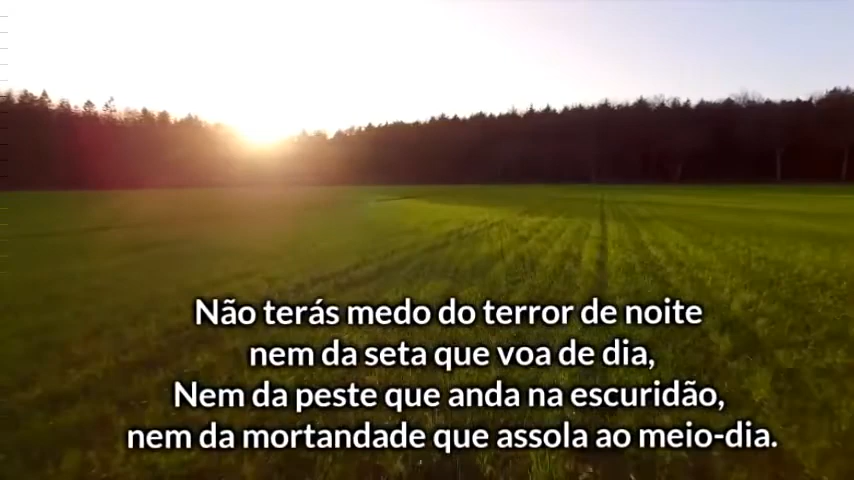 Não terás medo do terror de noite
nem da seta que voa de dia,
Nem da peste que anda na escuridão,
nem da mortandade que assola ao meio-dia.